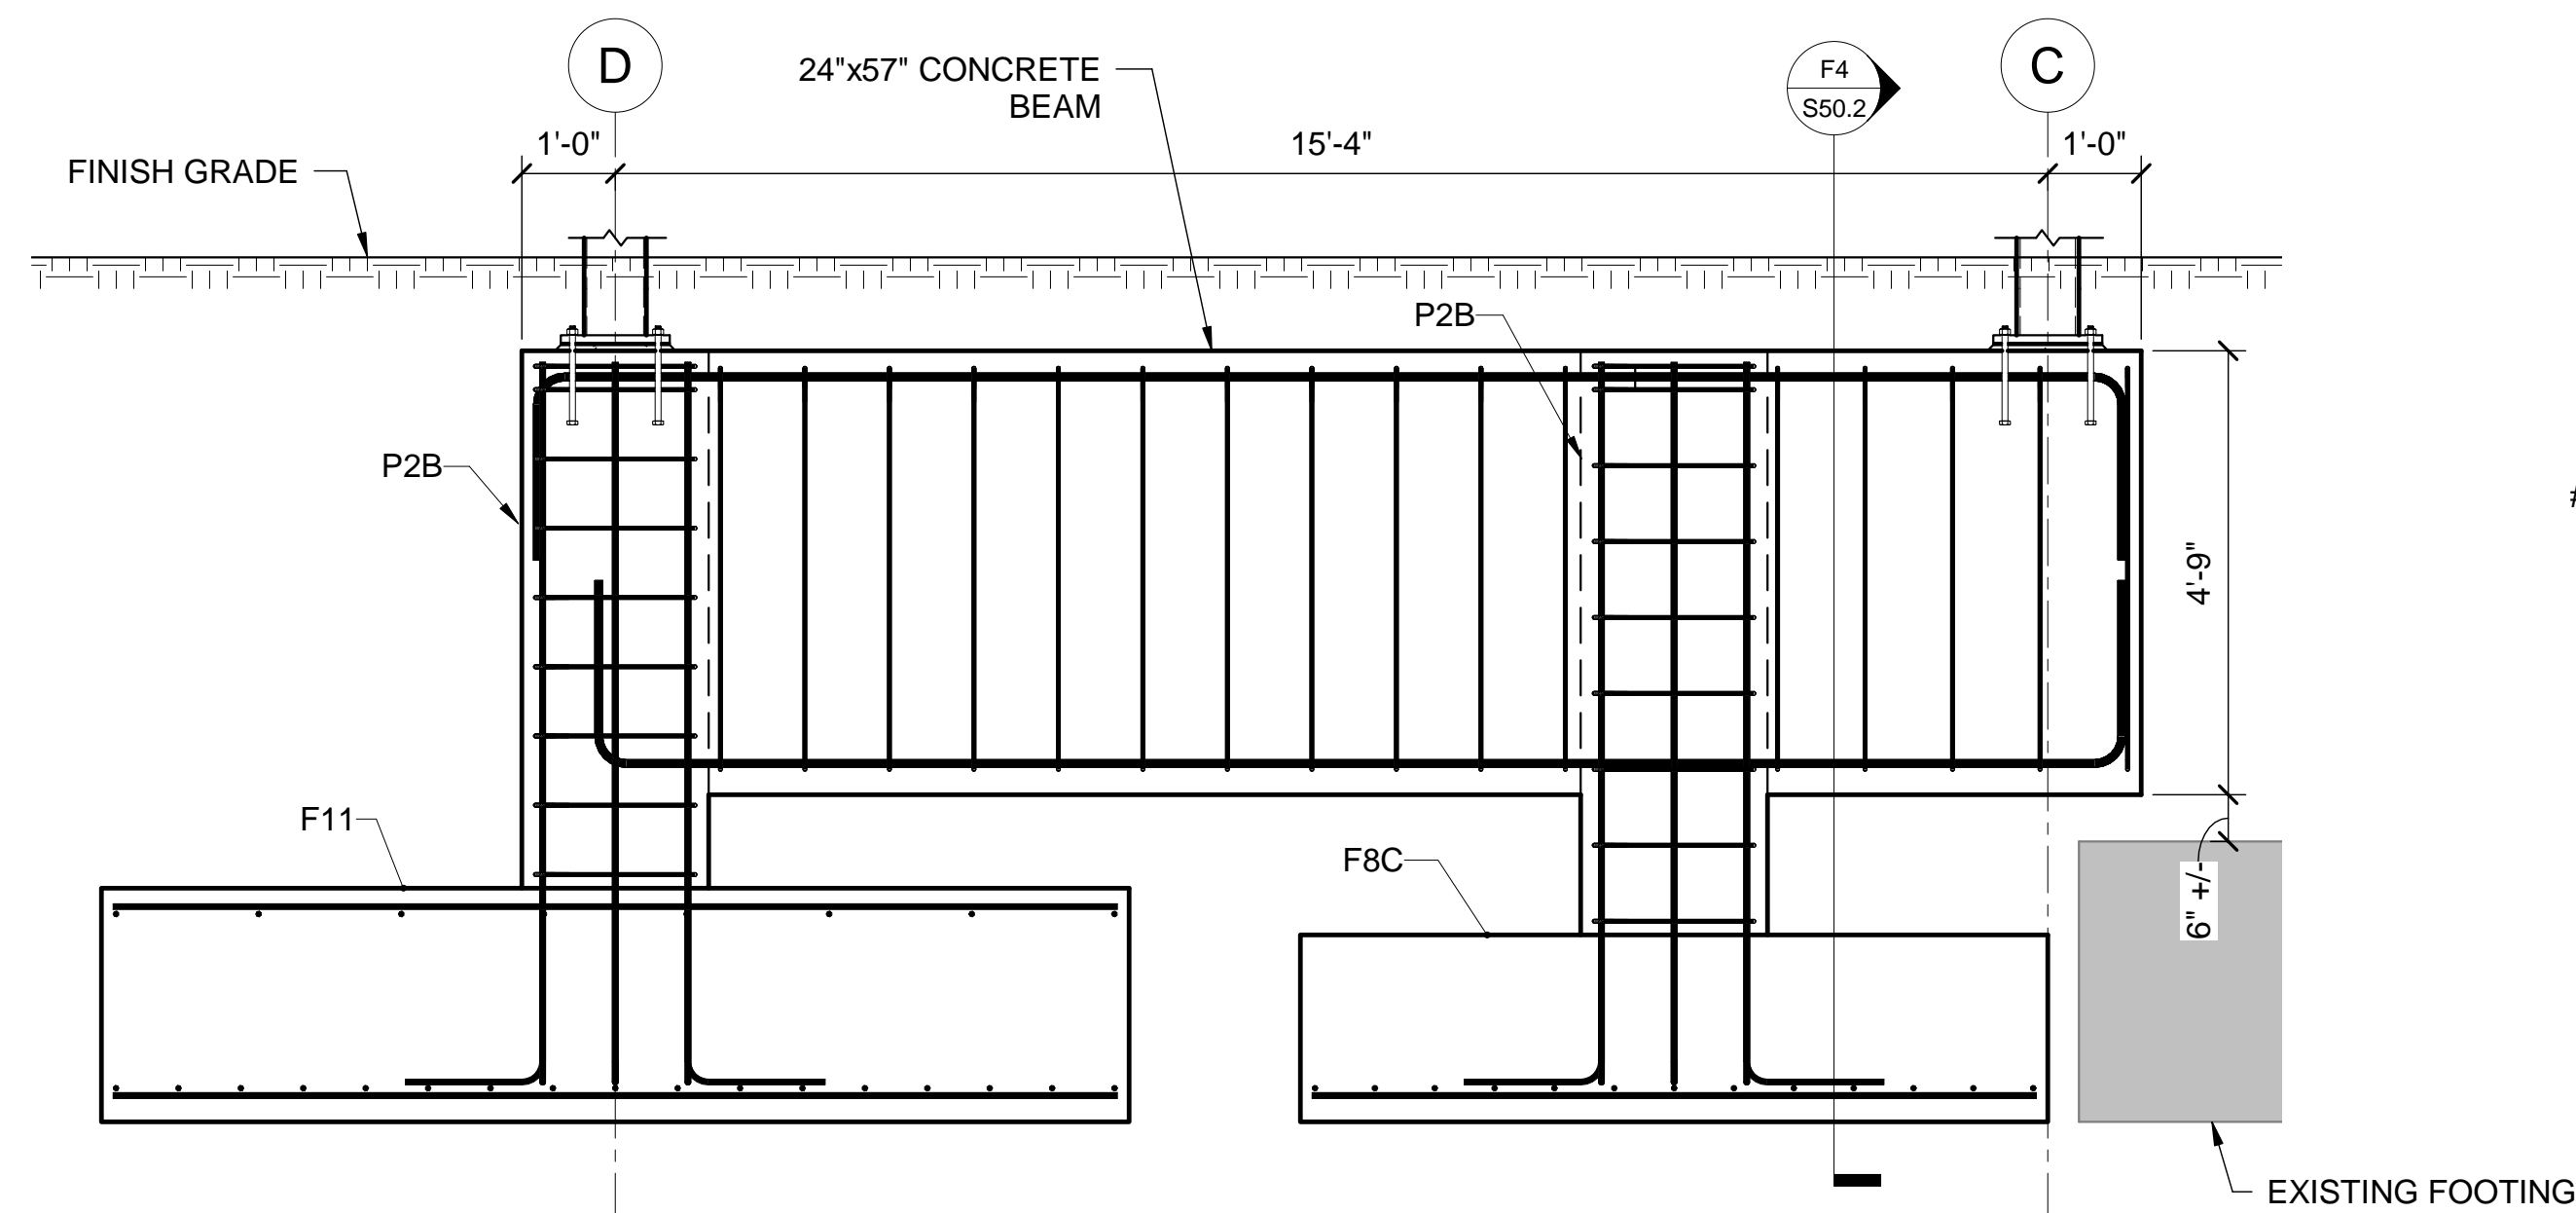 D
24"x57" CONCRETE
BEAM
F4
S50.2
C
1'-0"
15'-4"
1'-0"
FINISH GRADE
P2B
P2B
4'-9"
F11
F8C
6" +/-
EXISTING FOOTING